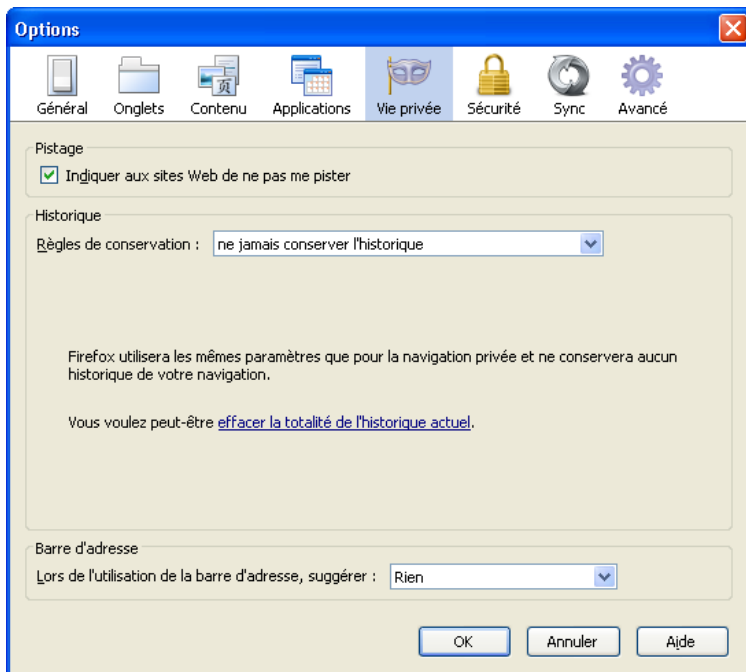 Options
Général Onglets Contenu Applications Vie privée Sécurité Sync Avancé
页
Pistage
Indiquer aux sites Web de ne pas me pister
Historique
Règles de conservation : ne jamais conserver l'historique
Firefox utilisera les mêmes paramètres que pour la navigation privée et ne conservera aucun
historique de votre navigation.
Vous voulez peut-être effacer la totalité de l'historique actuel.
Barre d'adresse
Lors de l'utilisation de la barre d'adresse, suggérer : Rien
OK Annuler Aide